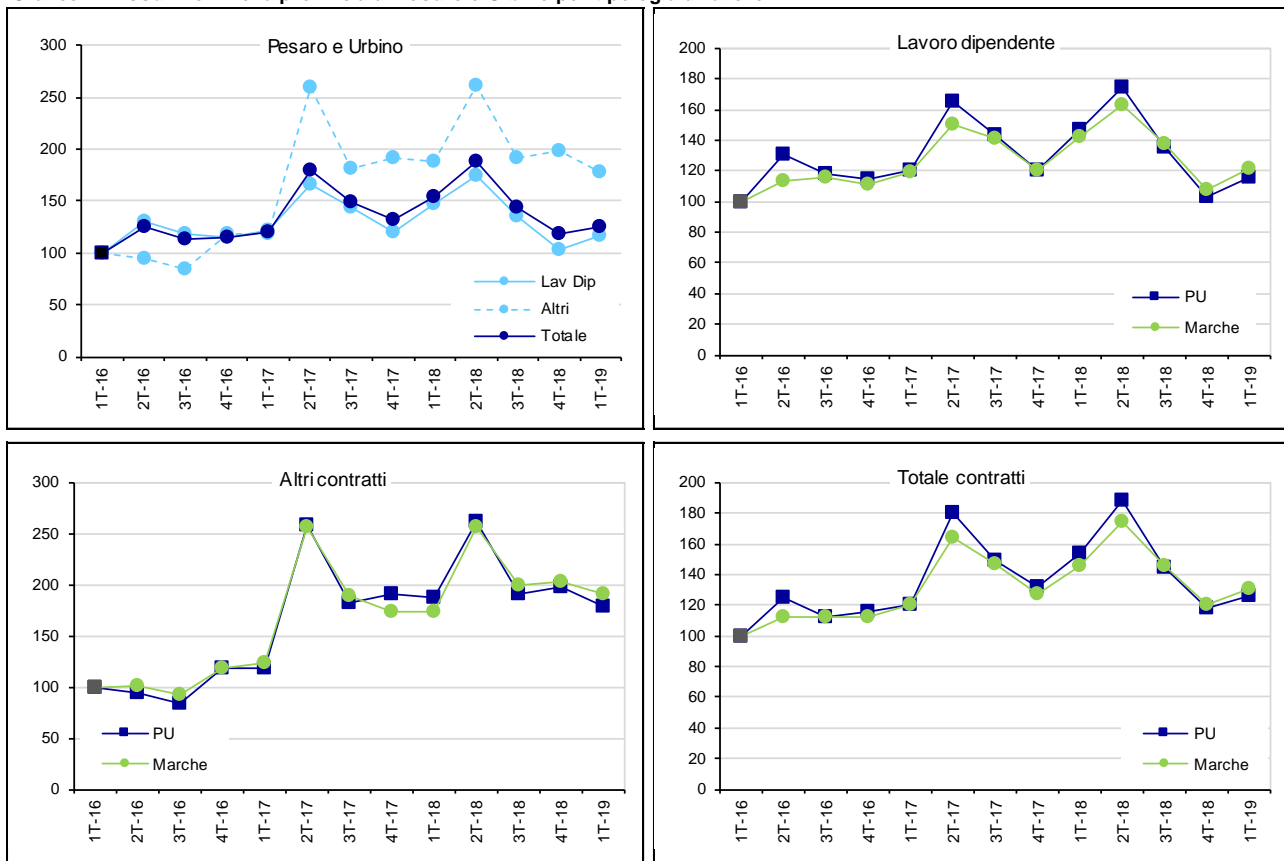 Pesaro e Urbino
300
250
200
150
100
50
0
1T-16
2T-16
3T-16
4T-16
1T-17
2T-17
3T-17
4T-17
1T-18
2T-18
3T-18
4T-18
1T-19
Lav Dip
Altri
Totale
Lavoro dipendente
200
180
160
140
120
100
80
60
40
20
0
1T-16
2T-16
3T-16
4T-16
1T-17
2T-17
3T-17
4T-17
1T-18
2T-18
3T-18
4T-18
1T-19
PU
Marche
Altri contratti
300
250
200
150
100
50
0
1T-16
2T-16
3T-16
4T-16
1T-17
2T-17
3T-17
4T-17
1T-18
2T-18
3T-18
4T-18
1T-19
PU
Marche
Totale contratti
200
180
160
140
120
100
80
60
40
20
0
1T-16
2T-16
3T-16
4T-16
1T-17
2T-17
3T-17
4T-17
1T-18
2T-18
3T-18
4T-18
1T-19
PU
Marche